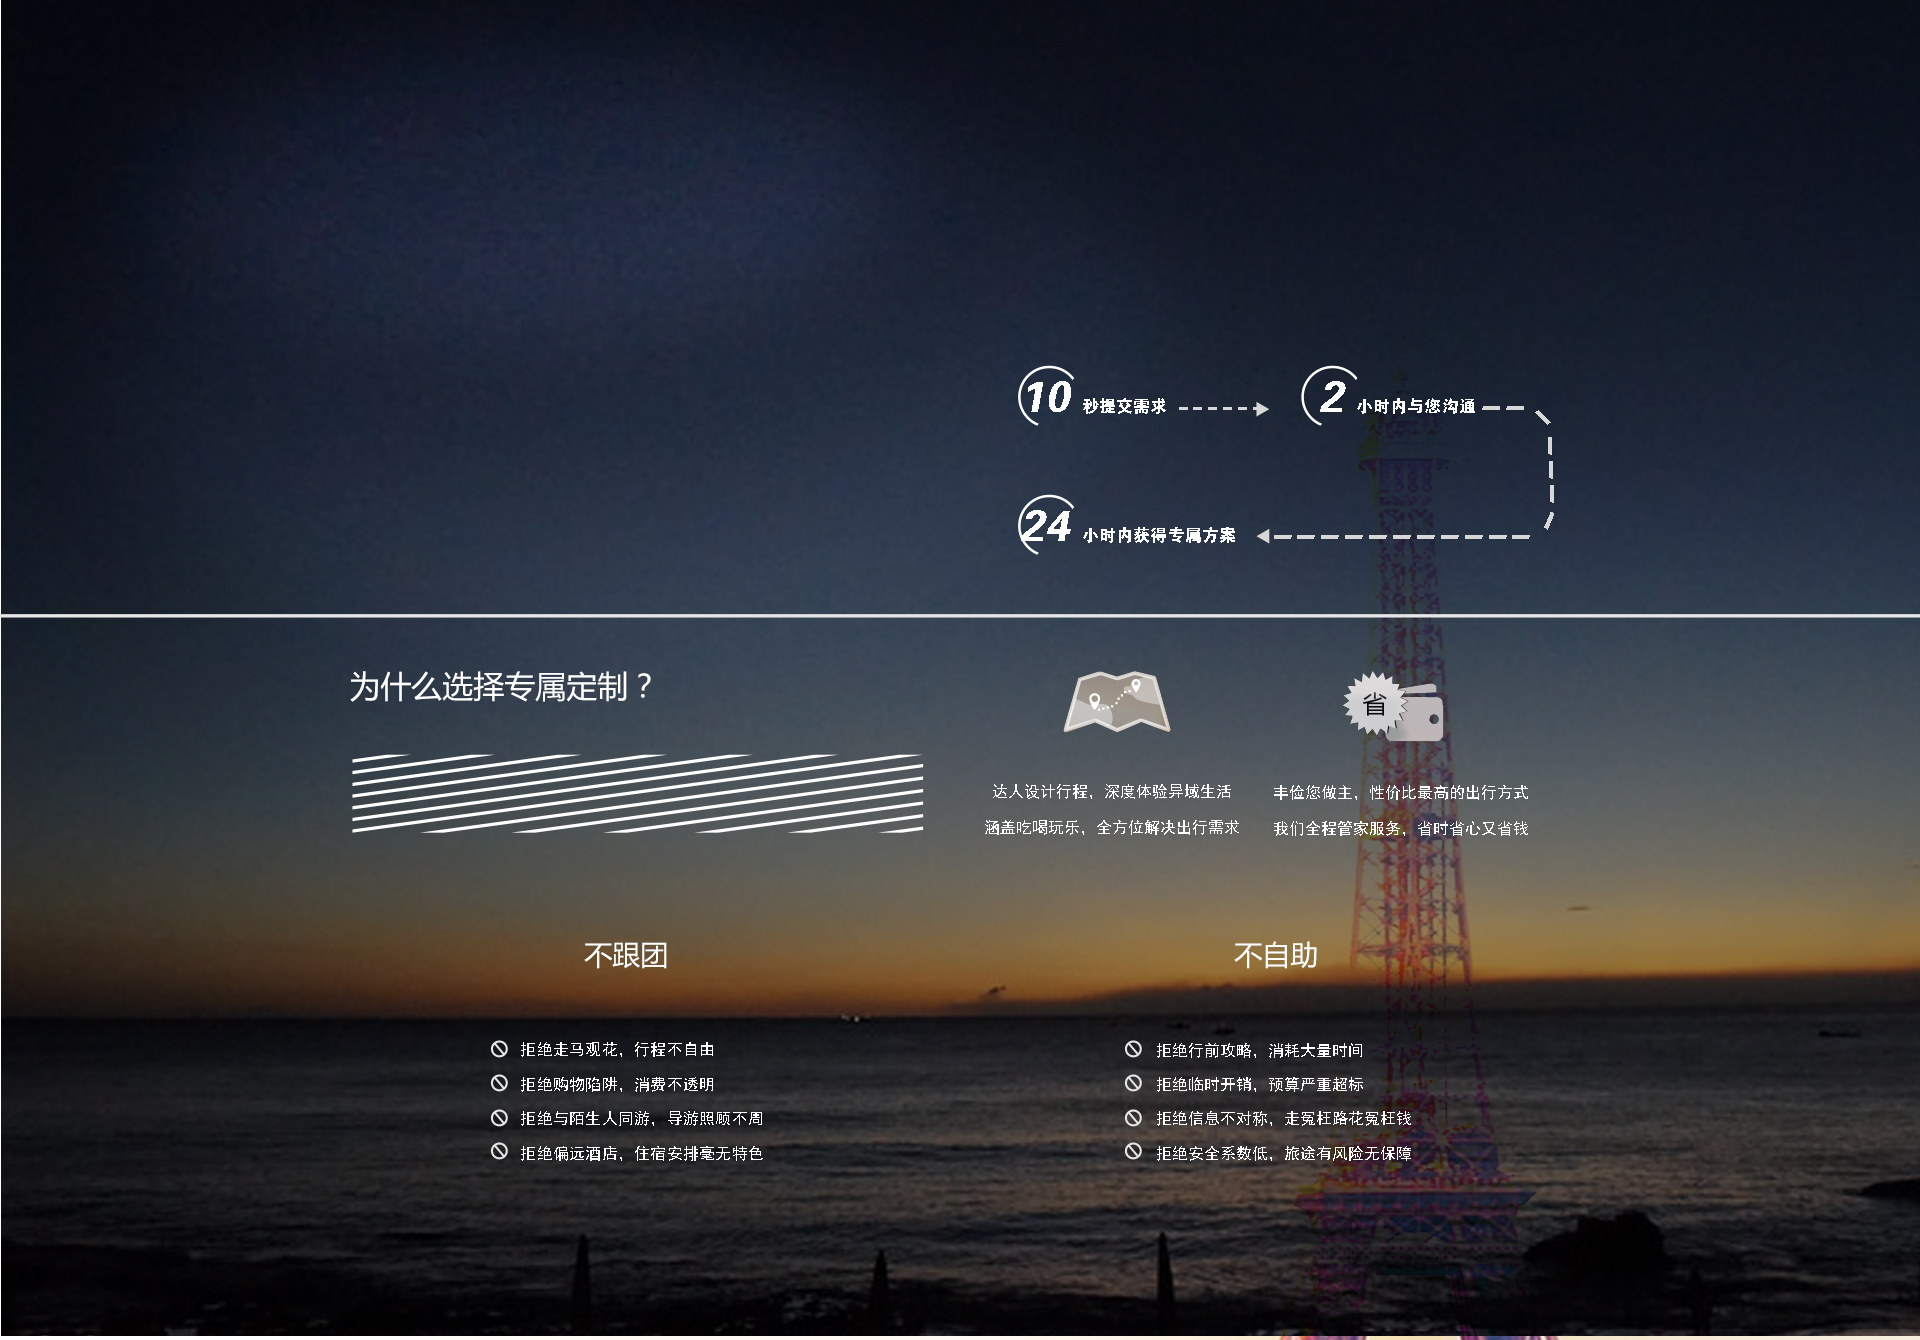 10 秒提交需求
2 小时内与您沟通
24 小时内获得专属方案
为什么选择专属定制？
省
达人设计行程，深度体验异域生活
涵盖吃喝玩乐，全方位解决出行需求
丰俭您做主，性价比最高的出行方式
我们全程管家服务，省时省心又省钱
不跟团
拒绝走马观花，行程不自由
拒绝购物陷阱，消费不透明
拒绝与陌生人同游，导游照顾不周
拒绝偏远酒店，住宿安排毫无特色
不自助
拒绝行前攻略，消耗大量时间
拒绝临时开销，预算严重超标
拒绝信息不对称，走冤枉路花冤枉钱
拒绝安全系数低，旅途有风险无保障